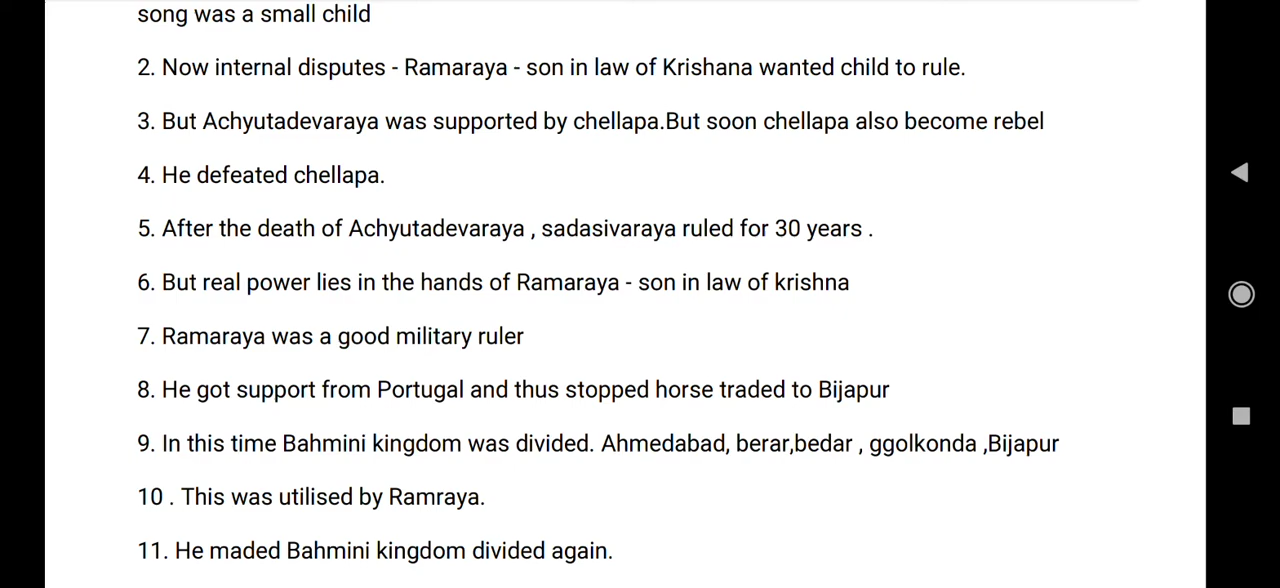 song was a small child
2. Now internal disputes - Ramaraya - son in law of Krishana wanted child to rule.
3. But Achyutadevaraya was supported by chellapa.But soon chellapa also become rebel
4. He defeated chellapa.
5. After the death of Achyutadevaraya , sadasivaraya ruled for 30 years .
6. But real power lies in the hands of Ramaraya - son in law of krishna
7. Ramaraya was a good military ruler
8. He got support from Portugal and thus stopped horse traded to Bijapur
9. In this time Bahmini kingdom was divided. Ahmedabad, berar,bedar , ggolkonda ,Bijapur
10 . This was utilised by Ramraya.
11. He maded Bahmini kingdom divided again.